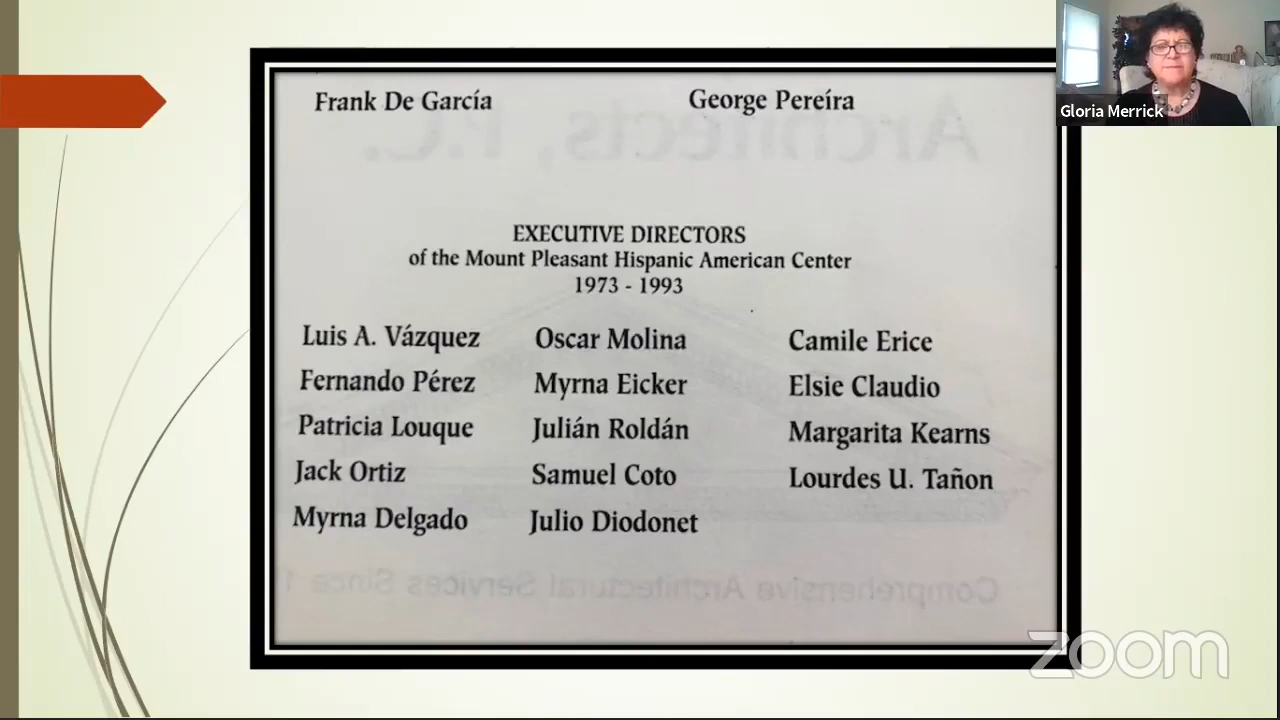 Frank De García George Pereíra
Architects, P.C.
EXECUTIVE DIRECTORS
of the Mount Pleasant Hispanic American Center
1973 - 1993
Luis A. Vázquez Oscar Molina Camile Erice
Fernando Pérez Myrna Eicker Elsie Claudio
Patricia Louque Julián Roldán Margarita Kearns
Jack Ortiz Samuel Coto Lourdes U. Tañon
Myrna Delgado Julio Diodonet
Comprehensive Architectural Services Since
Gloria Merrick
zoom